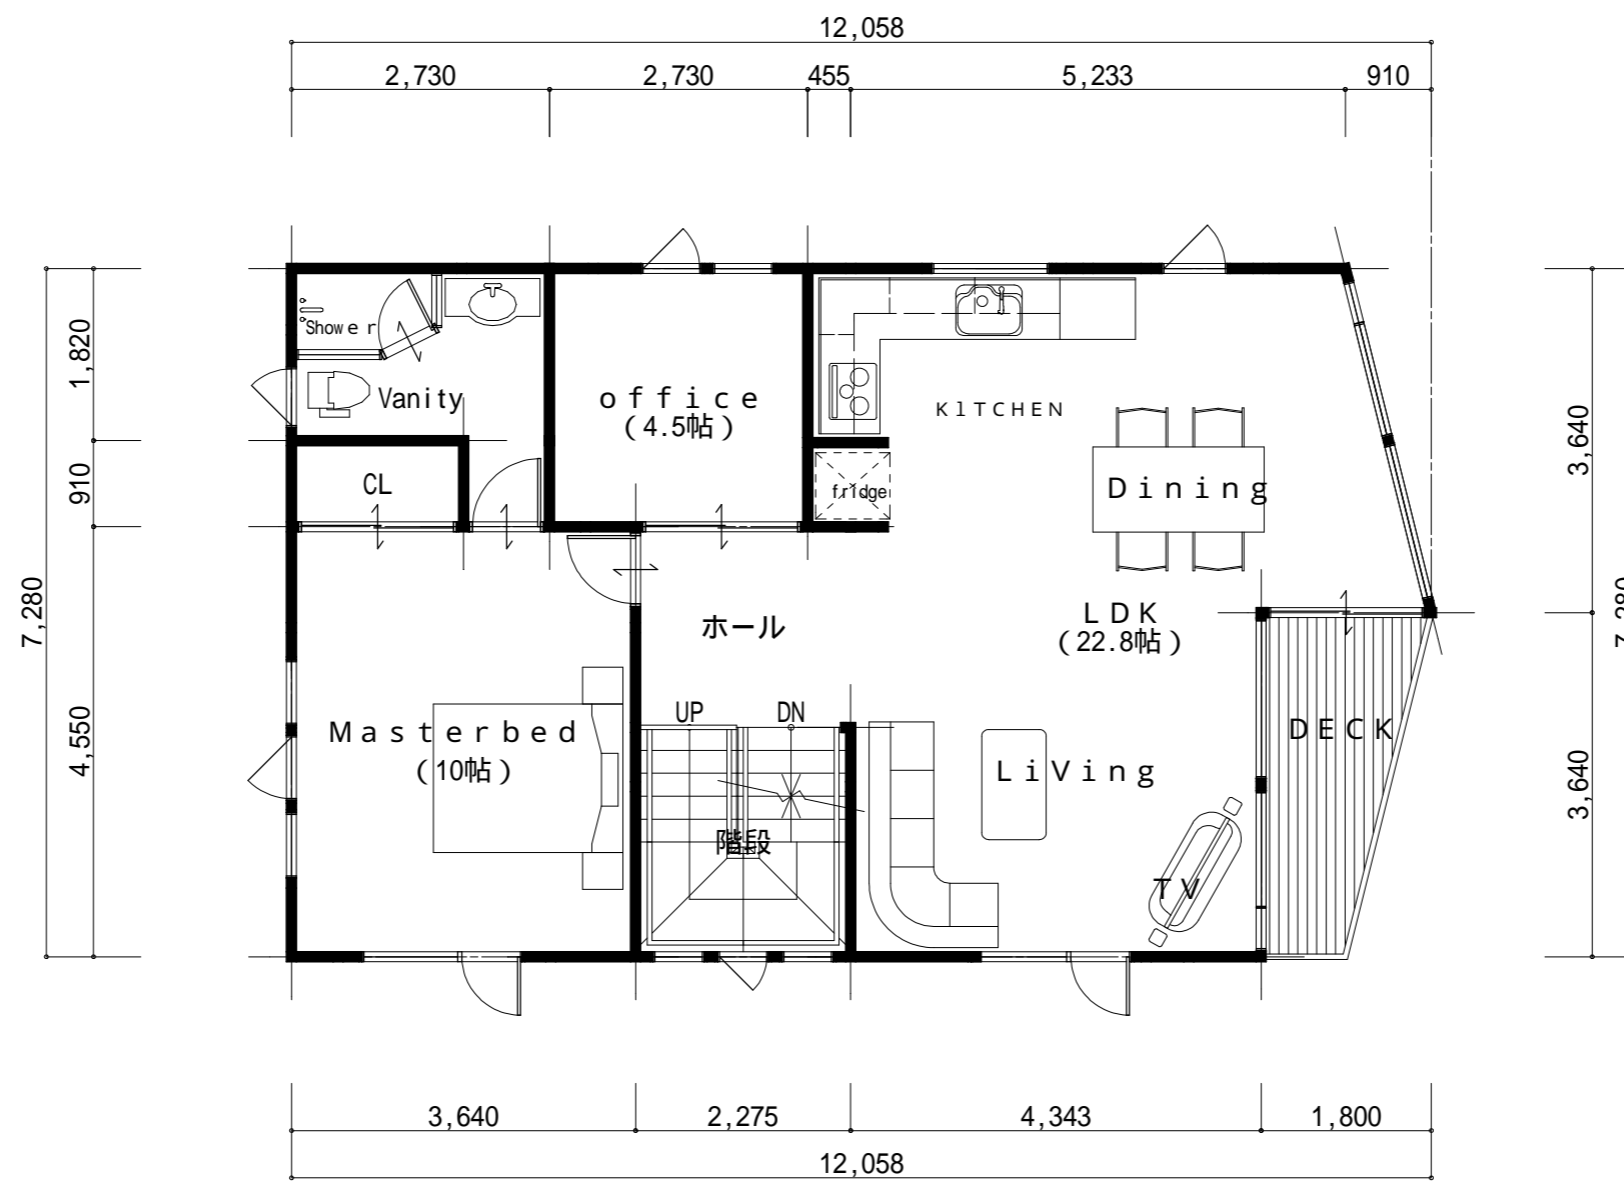 12,058
2,730
2,730
455
5,233
910
1,820
910
4,550
7,280
3,640
3,640
7,280
Shower
Vanity
office
(4.5帖)
KlTCHEN
CL
fridge
Dining
ホール
LDK
(22.8帖)
UP
DN
Masterbed
(10帖)
LiVing
DECK
階段
TV
3,640
2,275
4,343
1,800
12,058